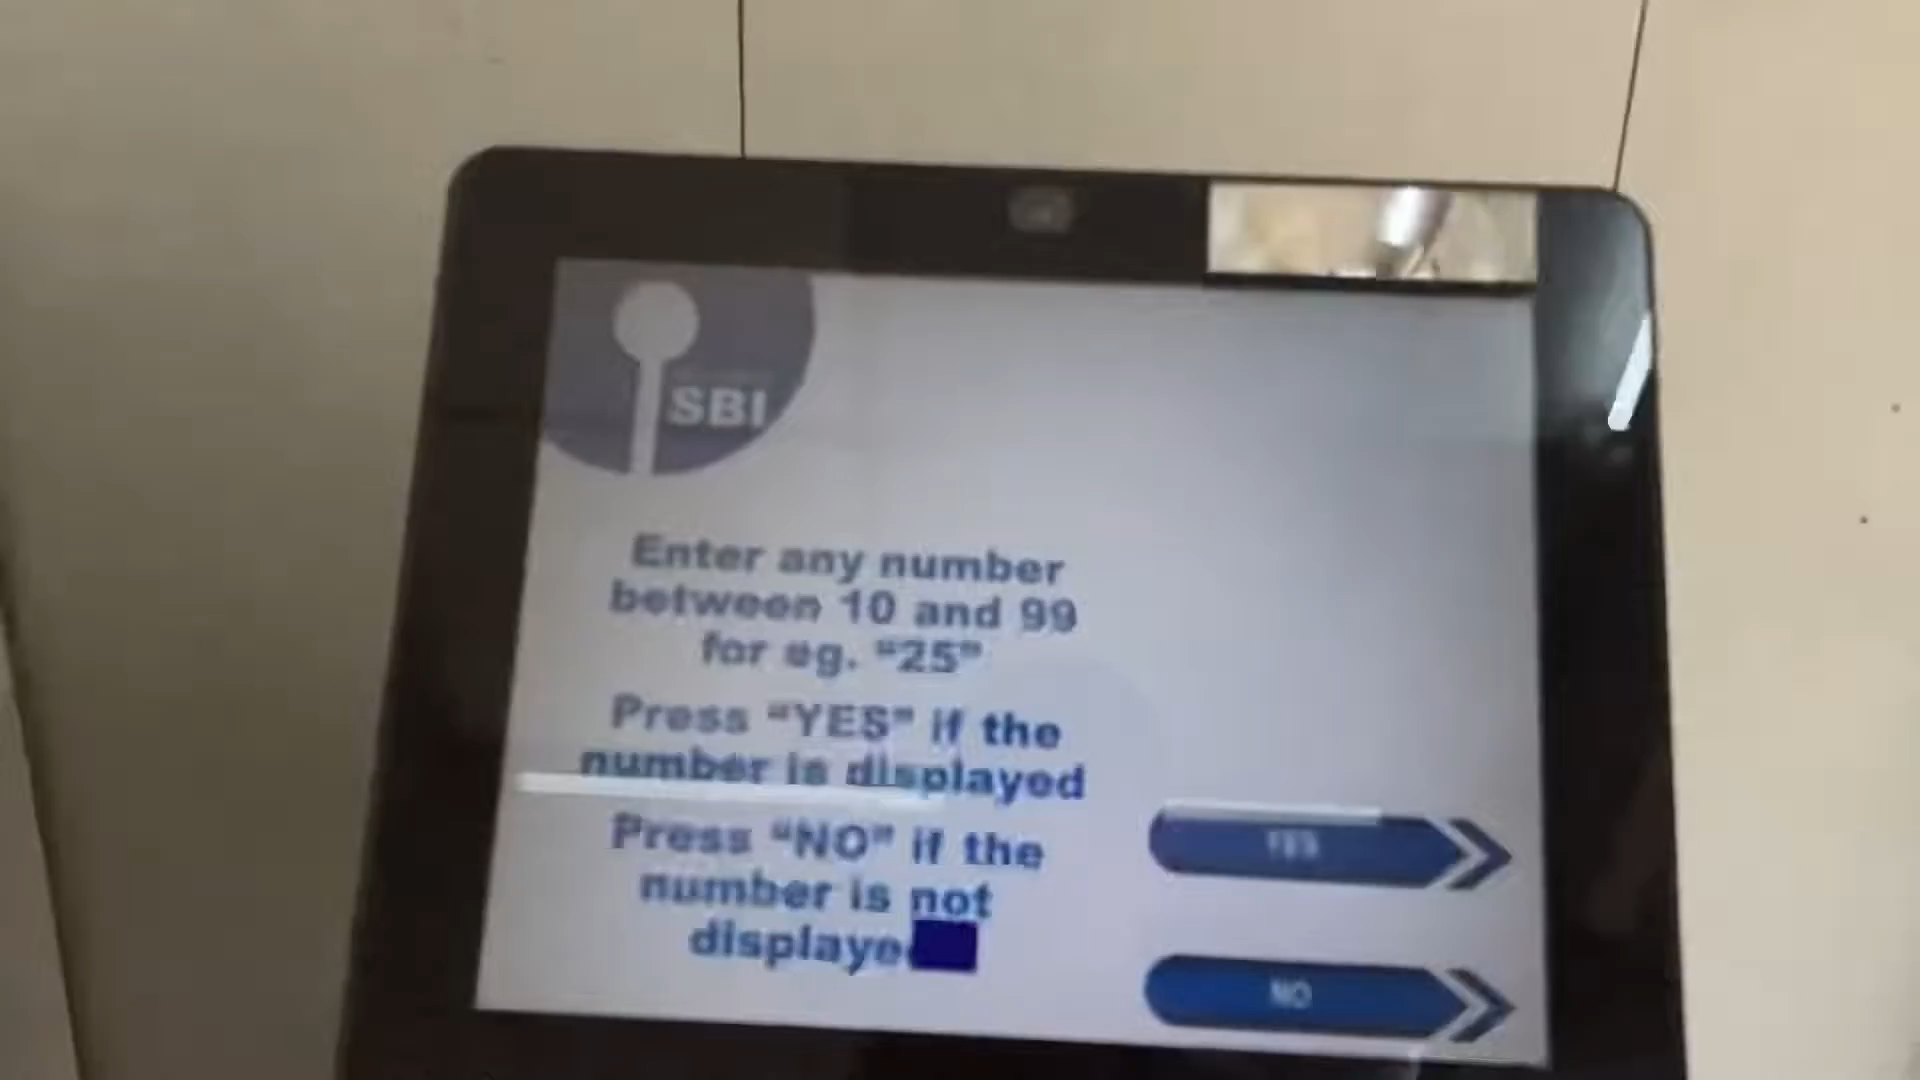 SBI
Enter any number
between 10 and 99
for eg. "25"
Press "YES" if the
number is displayed
Press "NO" if the
number is not
displaye
YES
NO